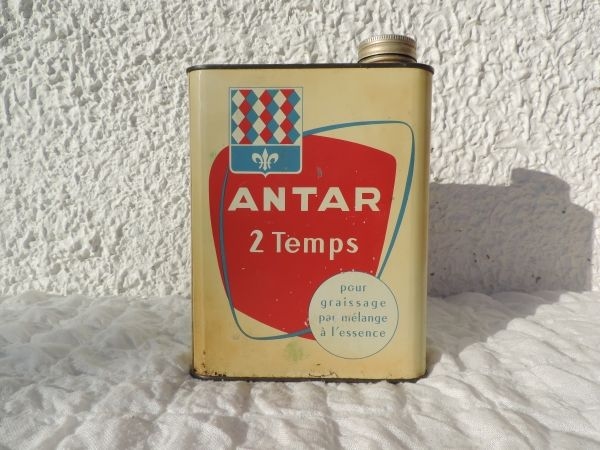 ANTAR
2 Temps
pour
graissage
par mélange
à l'essence